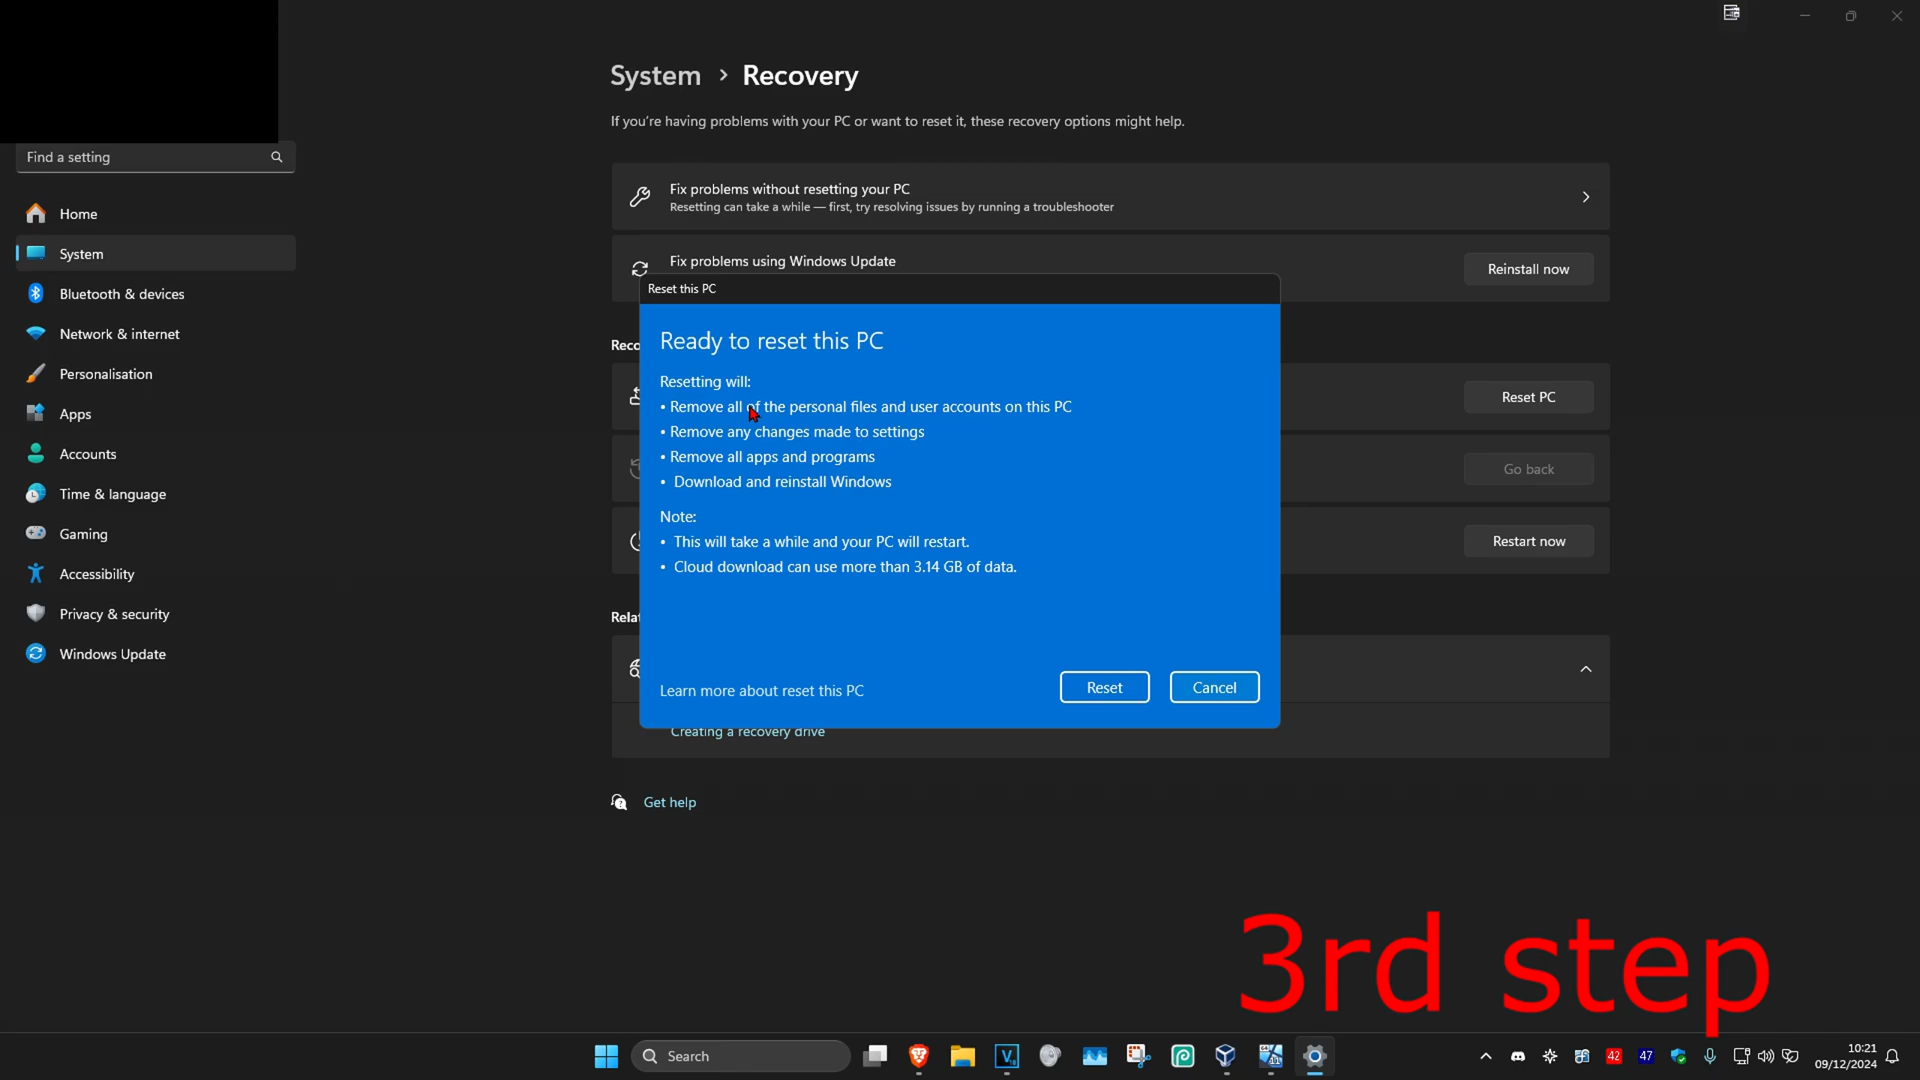 System > Recovery
If you're having problems with your PC or want to reset it, these recovery options might help.
Find a setting
Home
System
Bluetooth & devices
Network & internet
Personalisation
Apps
Accounts
Time & language
Gaming
Accessibility
Privacy & security
Windows Update
Fix problems without resetting your PC
Resetting can take a while — first, try resolving issues by running a troubleshooter
Fix problems using Windows Update
Reinstall now
Reco
Reset PC
Go back
Restart now
Rela
Reset this PC
Ready to reset this PC
Resetting will:
• Remove all of the personal files and user accounts on this PC
• Remove any changes made to settings
• Remove all apps and programs
• Download and reinstall Windows
Note:
• This will take a while and your PC will restart.
• Cloud download can use more than 3.14 GB of data.
Learn more about reset this PC
Reset
Cancel
Creating a recovery drive
Get help
3rd step
Search
42
47
10:21
09/12/2024